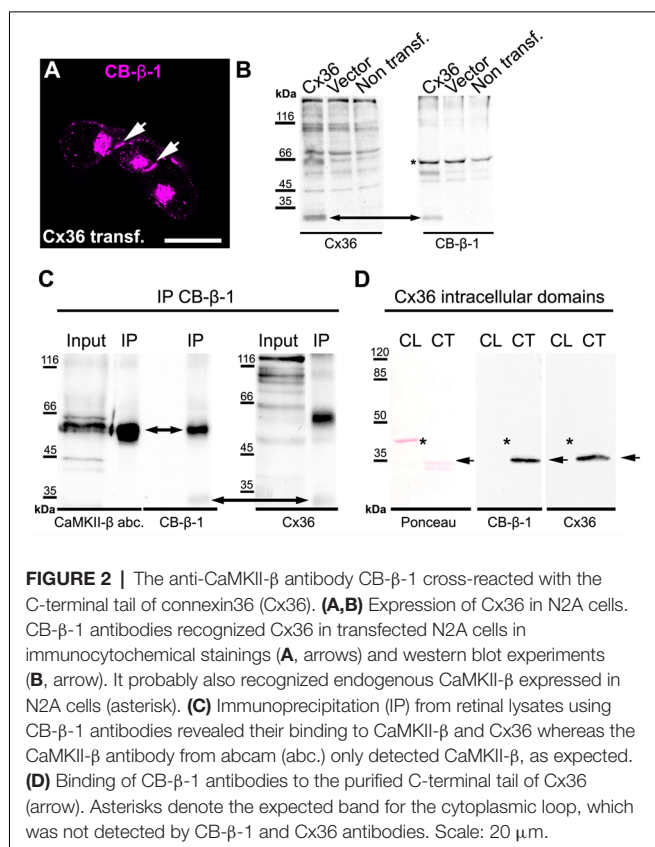 A
CB-β-1
Cx36 transf.
B
Cx36
Vector
Non transf.
Cx36
Vector
Non transf.
kDa
116
66
45
35
*
Cx36
CB-β-1
C
IP CB-β-1
Input IP IP Input IP
116
66
45
35
kDa
116
66
45
35
CaMKII-β abc. CB-β-1 Cx36
D
Cx36 intracellular domains
CL CT CL CT CL CT
120
85
50
35
kDa
* * *
Ponceau CB-β-1 Cx36
FIGURE 2 | The anti-CaMKII-β antibody CB-β-1 cross-reacted with the
C-terminal tail of connexin36 (Cx36). (A,B) Expression of Cx36 in N2A cells.
CB-β-1 antibodies recognized Cx36 in transfected N2A cells in
immunocytochemical stainings (A, arrows) and western blot experiments
(B, arrow). It probably also recognized endogenous CaMKII-β expressed in
N2A cells (asterisk). (C) Immunoprecipitation (IP) from retinal lysates using
CB-β-1 antibodies revealed their binding to CaMKII-β and Cx36 whereas the
CaMKII-β antibody from abcam (abc.) only detected CaMKII-β, as expected.
(D) Binding of CB-β-1 antibodies to the purified C-terminal tail of Cx36
(arrow). Asterisks denote the expected band for the cytoplasmic loop, which
was not detected by CB-β-1 and Cx36 antibodies. Scale: 20 μm.